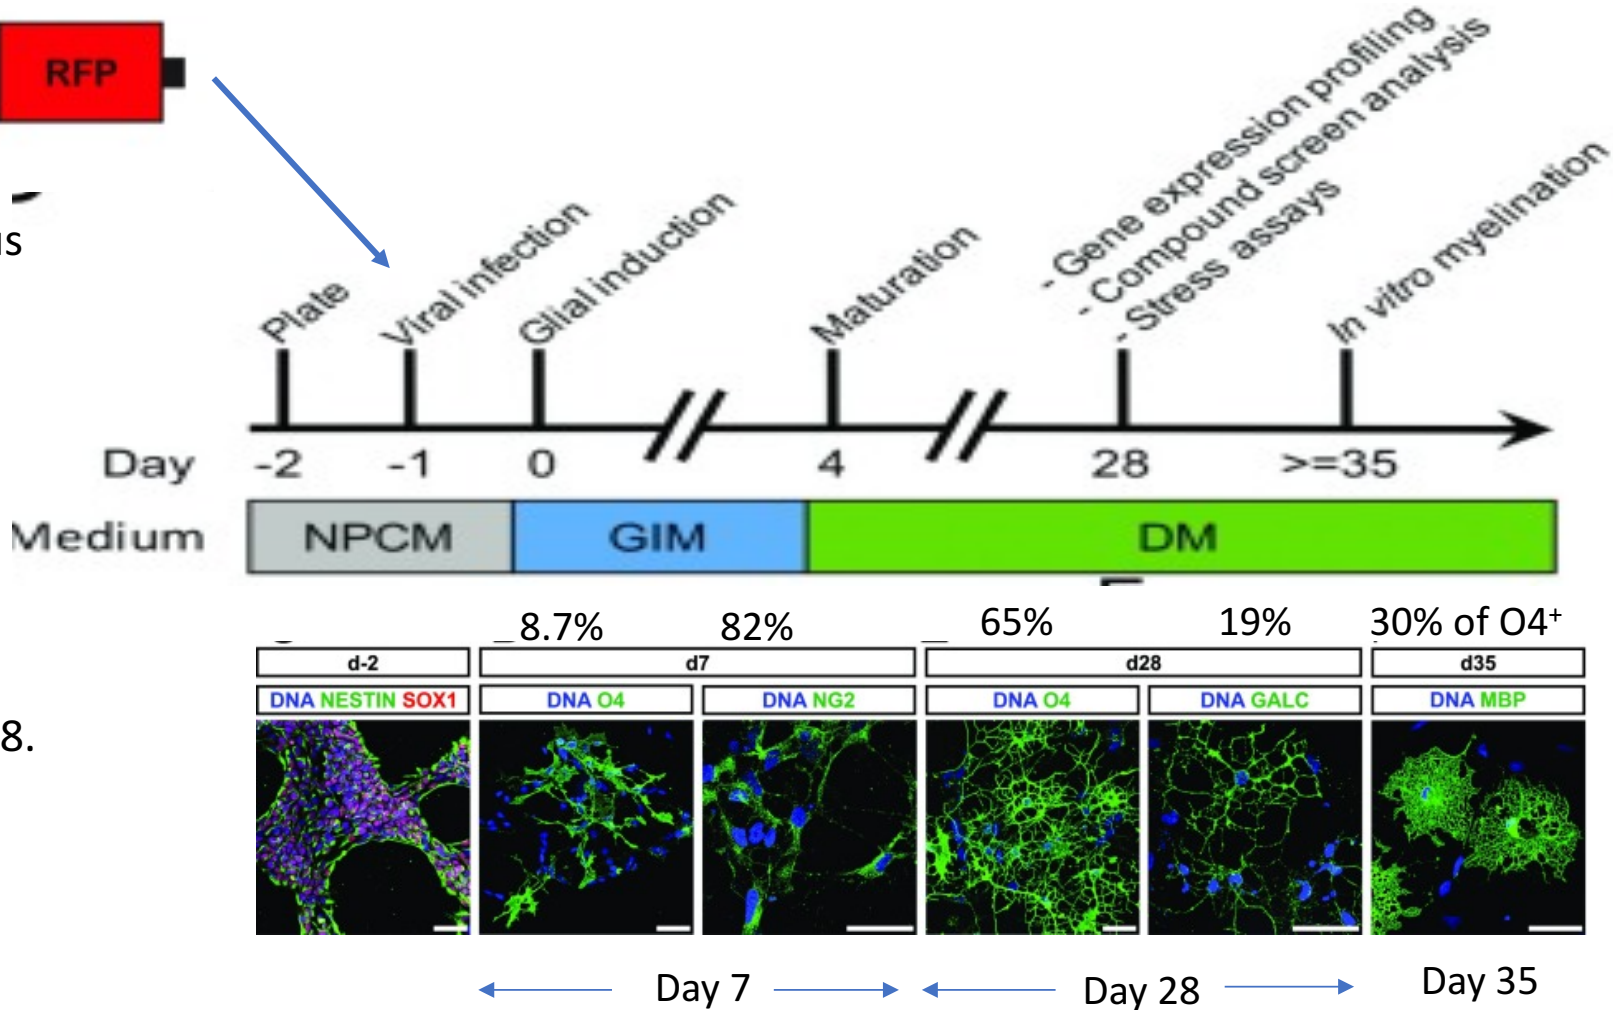 RFP
us
Plate
Viral infection
Glial induction
Maturation
- Gene expression profiling
- Compound screen analysis
- Stress assays
In vitro myelination
Day -2 -1 0 4 28 >=35
Medium NPCM GIM DM
8.7% 82% 65% 19% 30% of O4+
d-2 d7 d28 d35
DNA NESTIN SOX1 DNA O4 DNA NG2 DNA O4 DNA GALC DNA MBP
8.
Day 7 Day 28 Day 35